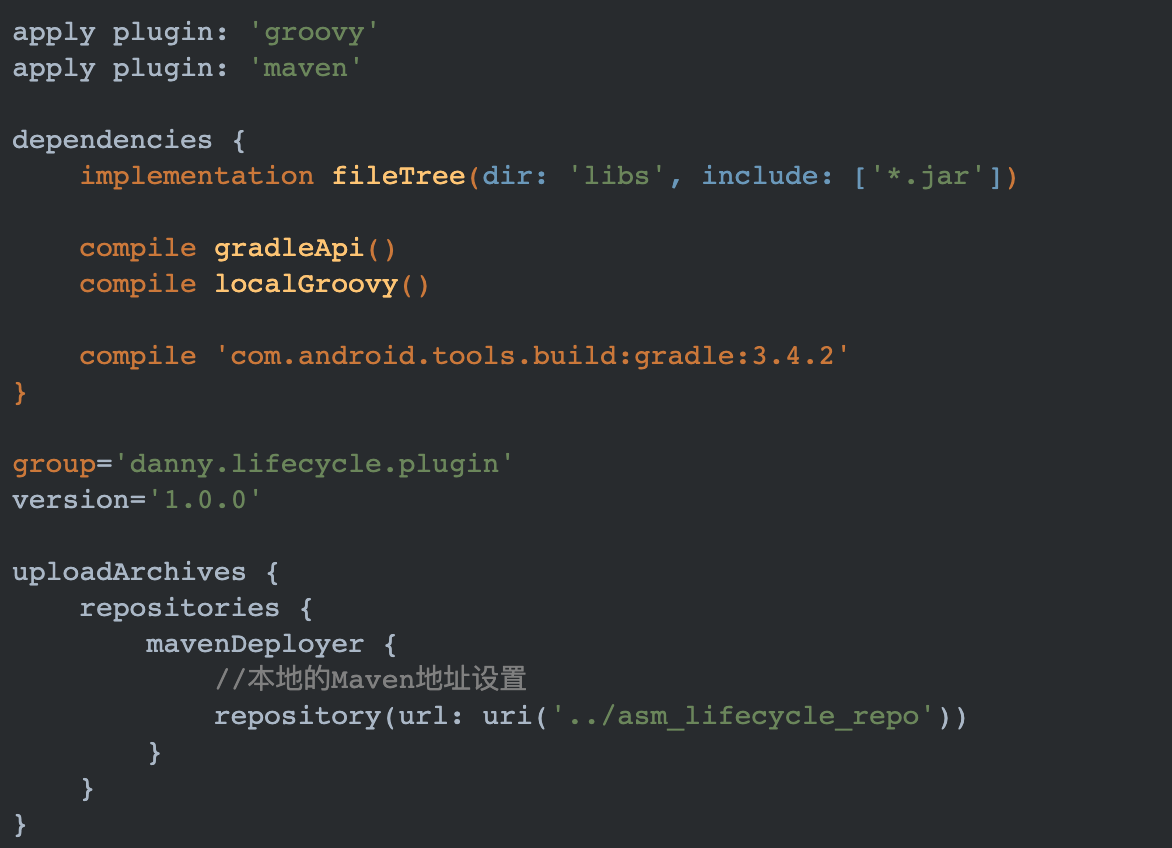 apply plugin: 'groovy'
apply plugin: 'maven'

dependencies {
    implementation fileTree(dir: 'libs', include: ['*.jar'])

    compile gradleApi()
    compile localGroovy()

    compile 'com.android.tools.build:gradle:3.4.2'
}

group='danny.lifecycle.plugin'
version='1.0.0'

uploadArchives {
    repositories {
        mavenDeployer {
            //本地的Maven地址设置
            repository(url: uri('../asm_lifecycle_repo'))
        }
    }
}